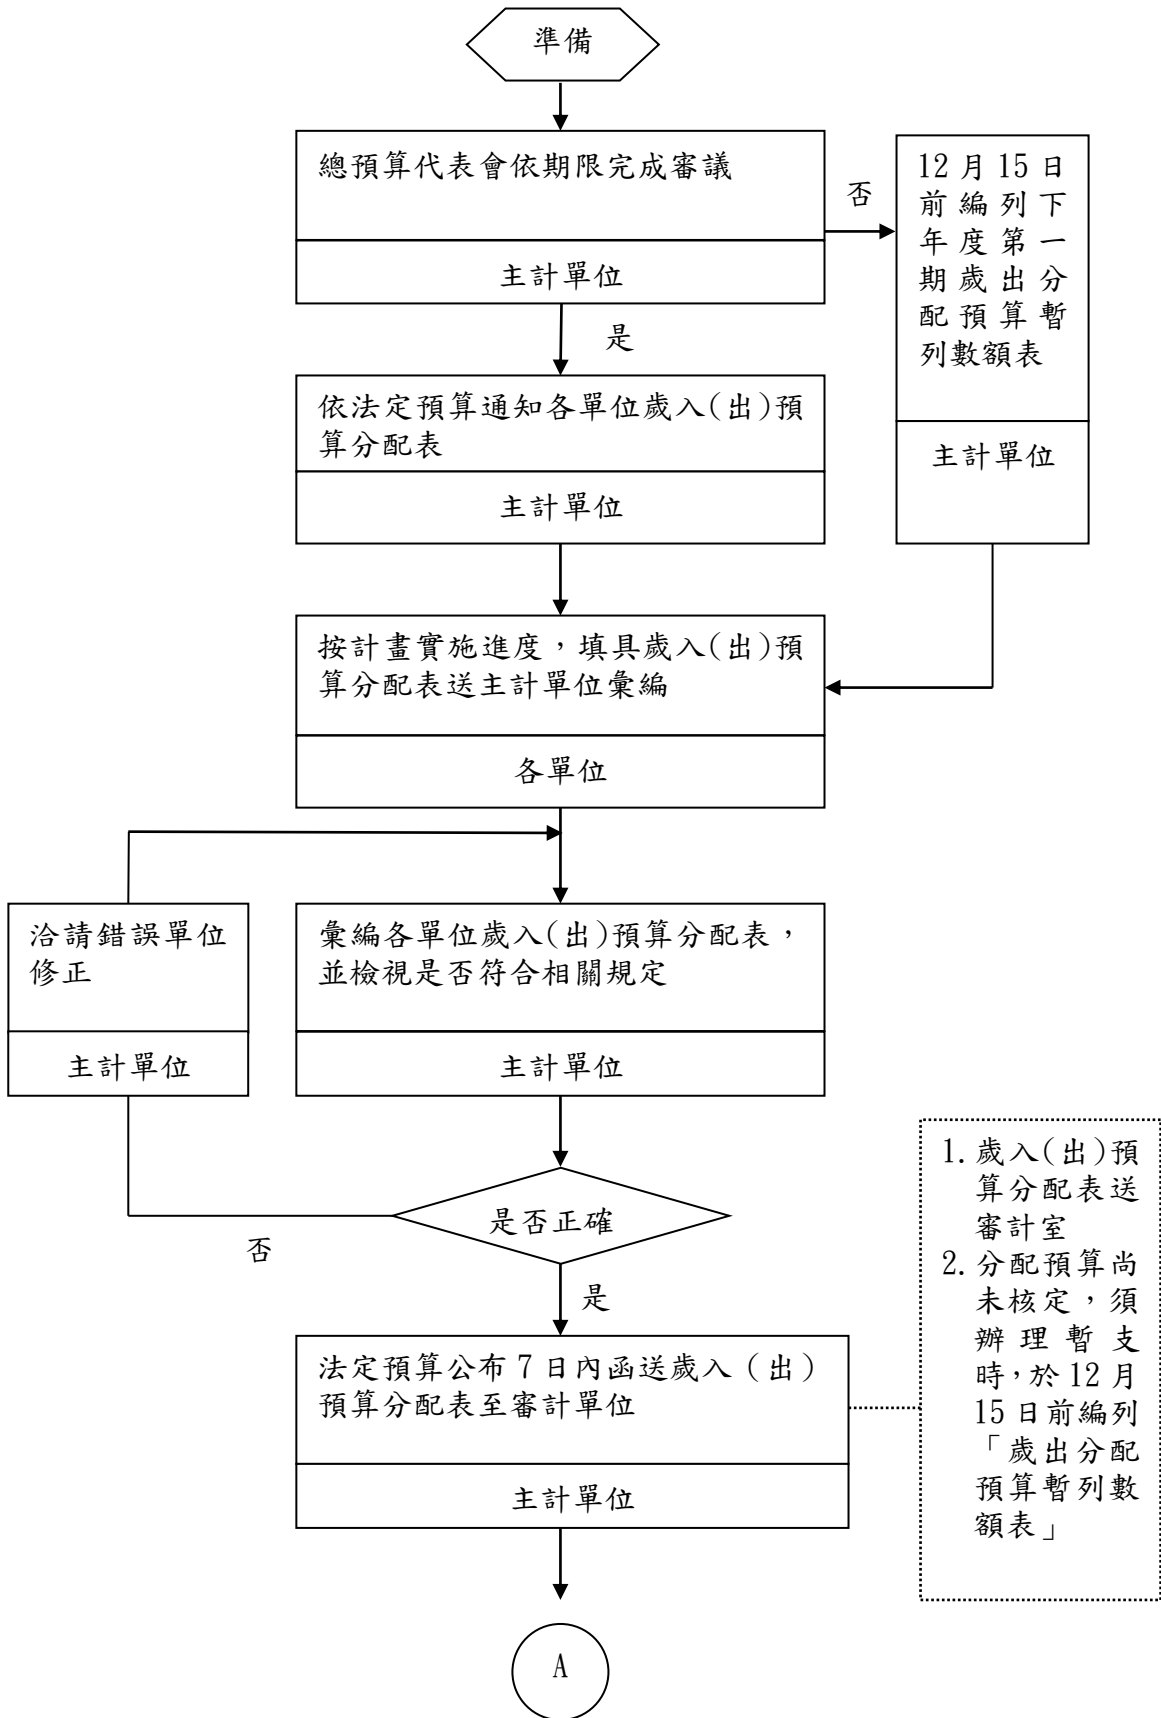 準備
總預算代表會依期限完成審議
主計單位
否
12月15日
前編列下
年度第一
期歲出分
配預算暫
列數額表
主計單位
是
依法定預算通知各單位歲入(出)預
算分配表
主計單位
按計畫實施進度，填具歲入(出)預
算分配表送主計單位彙編
各單位
洽請錯誤單位
修正
主計單位
彙編各單位歲入(出)預算分配表，
並檢視是否符合相關規定
主計單位
是否正確
否
是
法定預算公布7日內函送歲入（出）
預算分配表至審計單位
主計單位
1. 歲入(出)預
算分配表送
審計室
2. 分配預算尚
未核定，須
辦理暫支
時，於12月
15日前編列
「歲出分配
預算暫列數
額表」
A